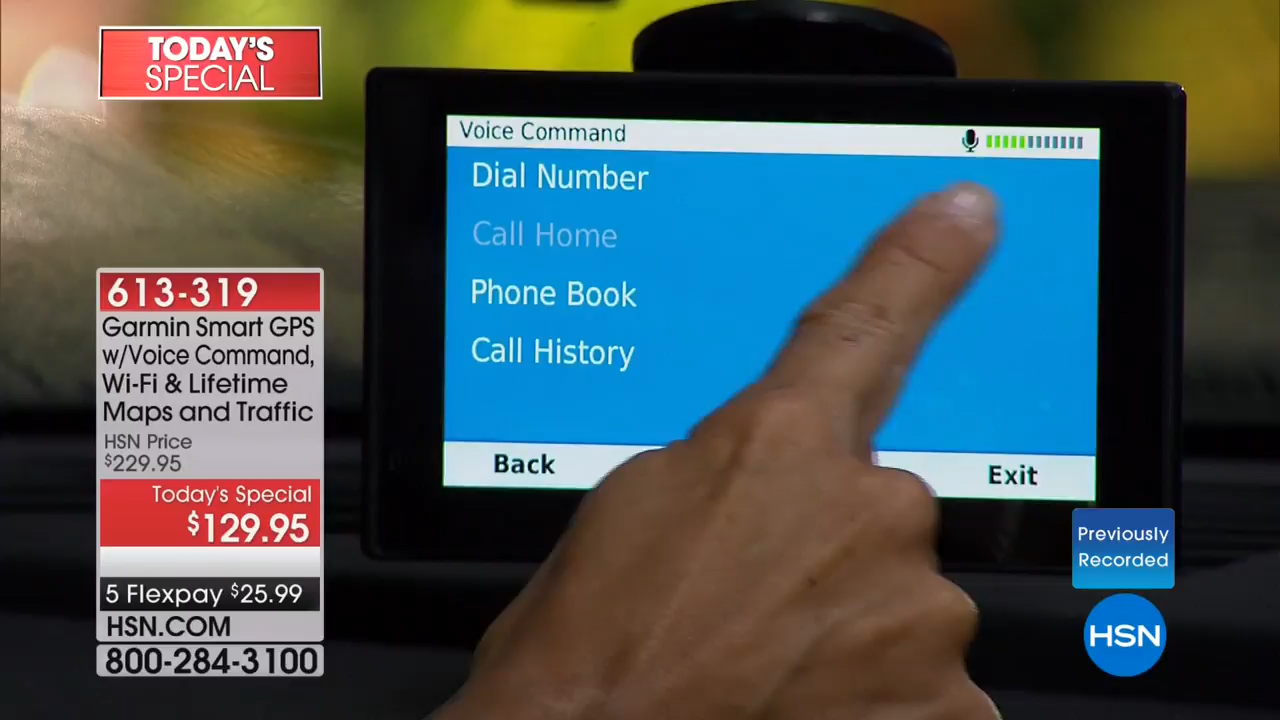 TODAY'S
SPECIAL
Voice Command
Dial Number
Call Home
Phone Book
Call History
Back
Exit
613-319
Garmin Smart GPS
w/Voice Command,
Wi-Fi & Lifetime
Maps and Traffic
HSN Price
$229.95
Today's Special
$129.95
5 Flexpay $25.99
HSN.COM
800-284-3100
Previously
Recorded
HSN